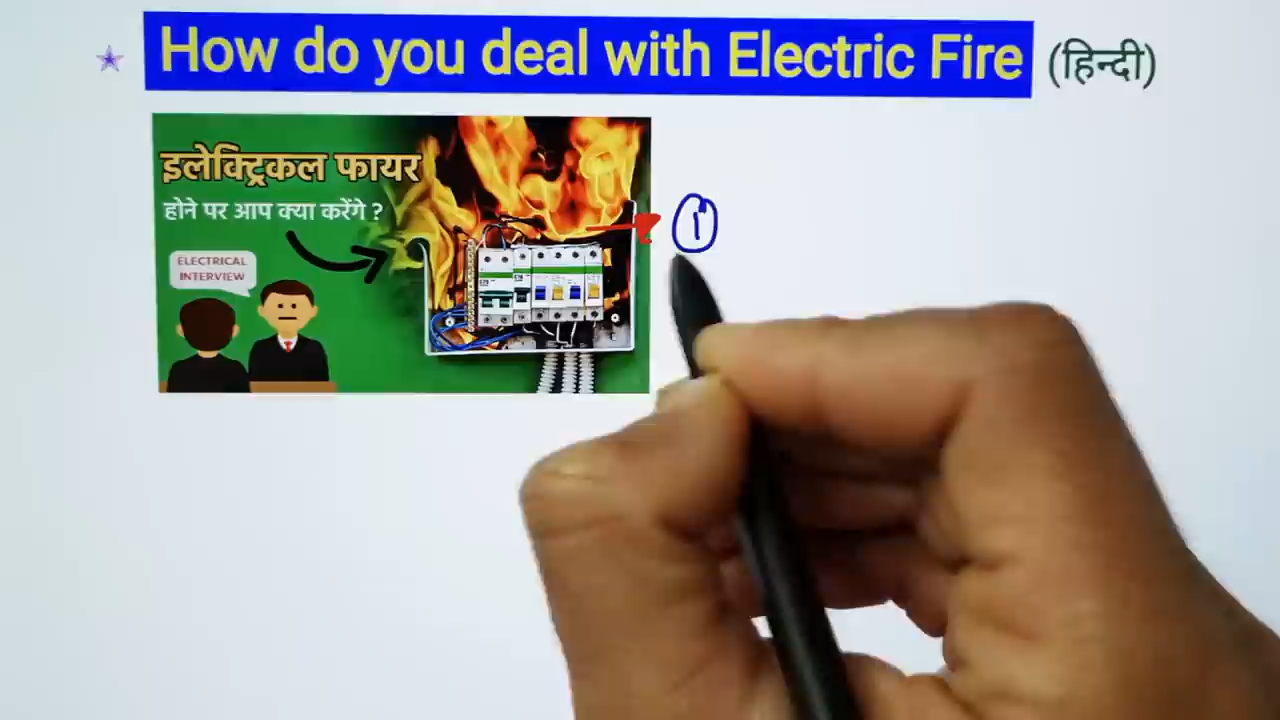 How do you deal with Electric Fire (हिन्दी)
इलेक्ट्रिकल फायर
होने पर आप क्या करेंगे ?
ELECTRICAL
INTERVIEW
1